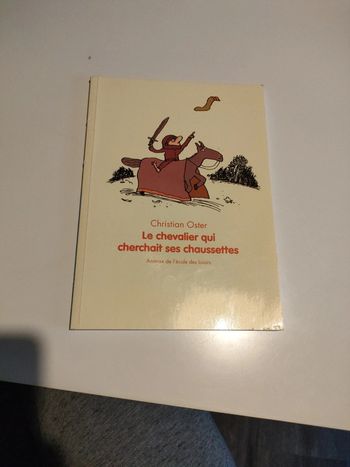 Christian Oster
Le chevalier qui
cherchait ses chaussettes
Animax de l'école des loisirs